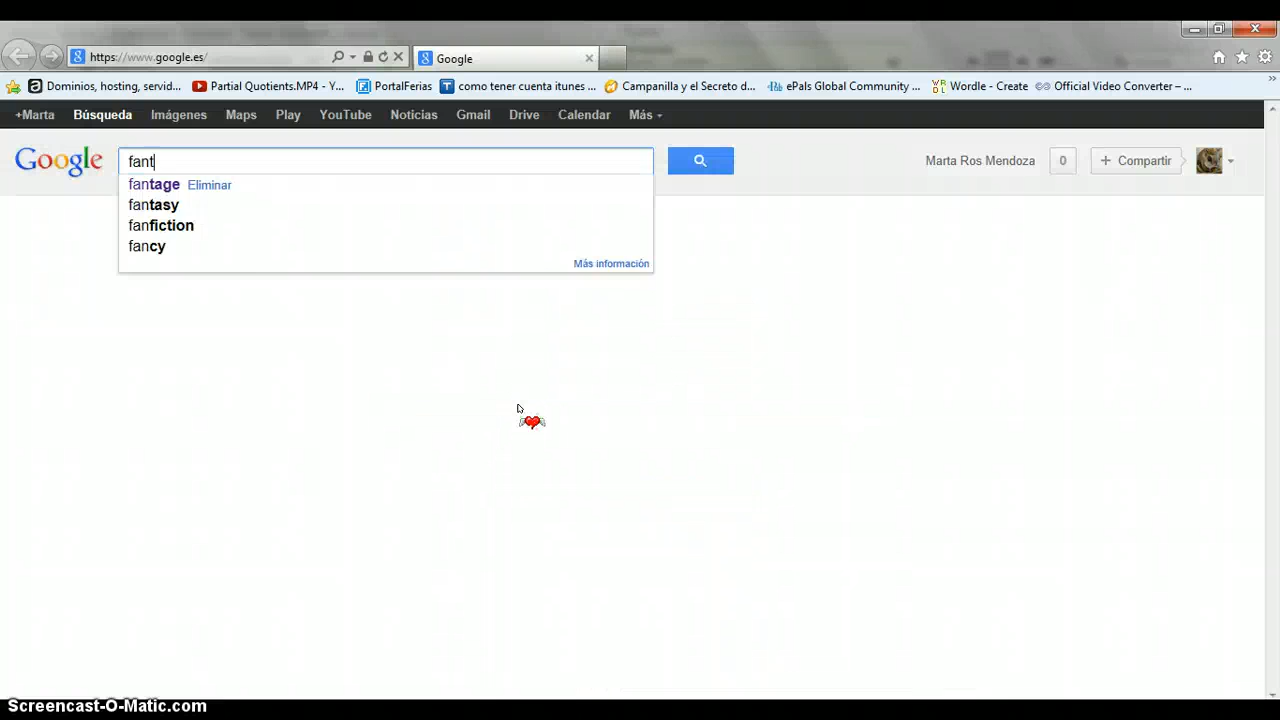 https://www.google.es/
Google
Dominios, hosting, servid...
Partial Quotients.MP4 - Y...
PortalFerias
como tener cuenta itunes ...
Campanilla y el Secreto d...
ePals Global Community ...
Wordle - Create
Official Video Converter – ...
+Marta Búsqueda Imágenes Maps Play YouTube Noticias Gmail Drive Calendar Más
Google
fant
Marta Ros Mendoza
0
+ Compartir
fantage Eliminar
fantasy
fanfiction
fancy
Más información
Screencast-O-Matic.com